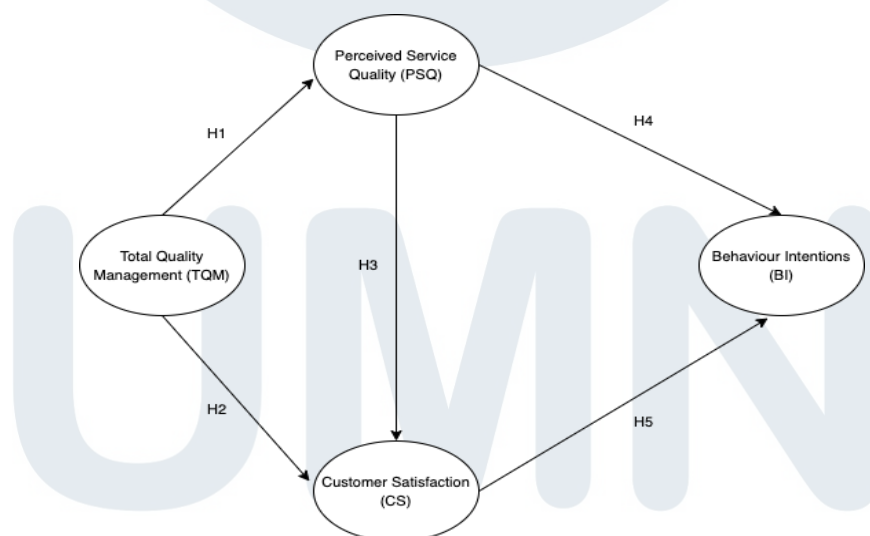 Perceived Service
Quality (PSQ)
H1
H4
Total Quality
Management (TQM)
H3
Behaviour Intentions
(BI)
H2
H5
Customer Satisfaction
(CS)
UMN